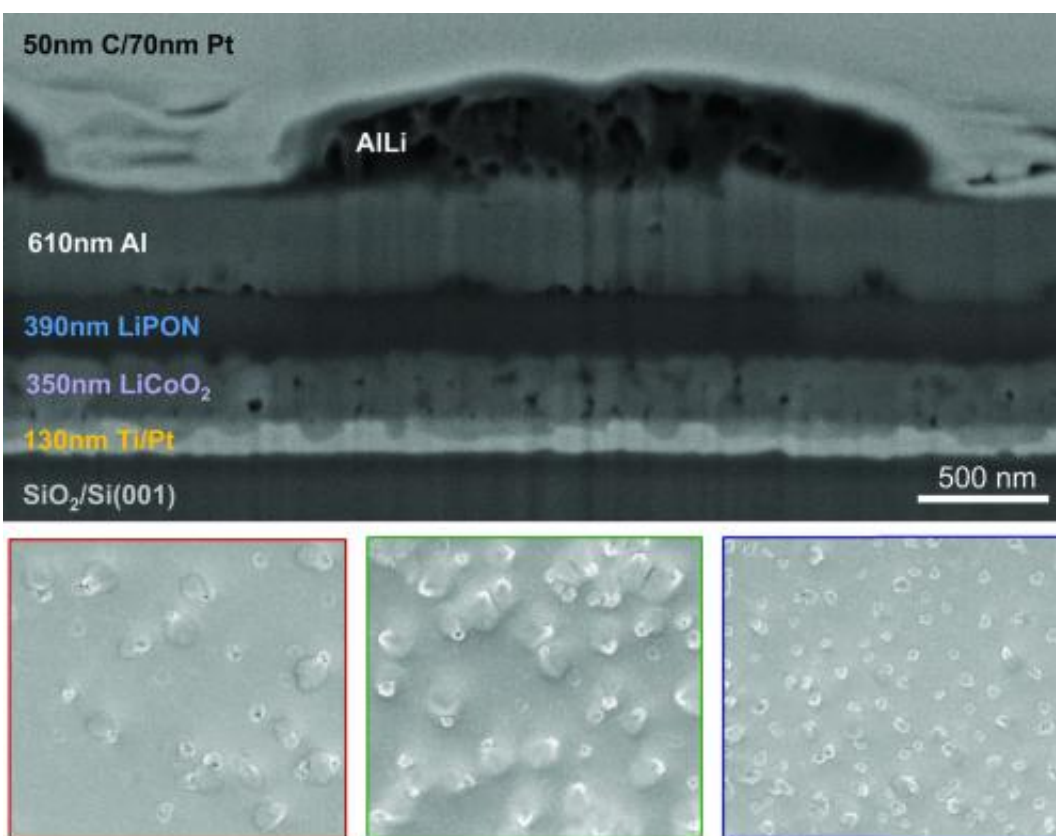 50nm C/70nm Pt
AlLi
610nm Al
390nm LiPON
350nm LiCoO₂
130nm Ti/Pt
500 nm
SiO₂/Si(001)